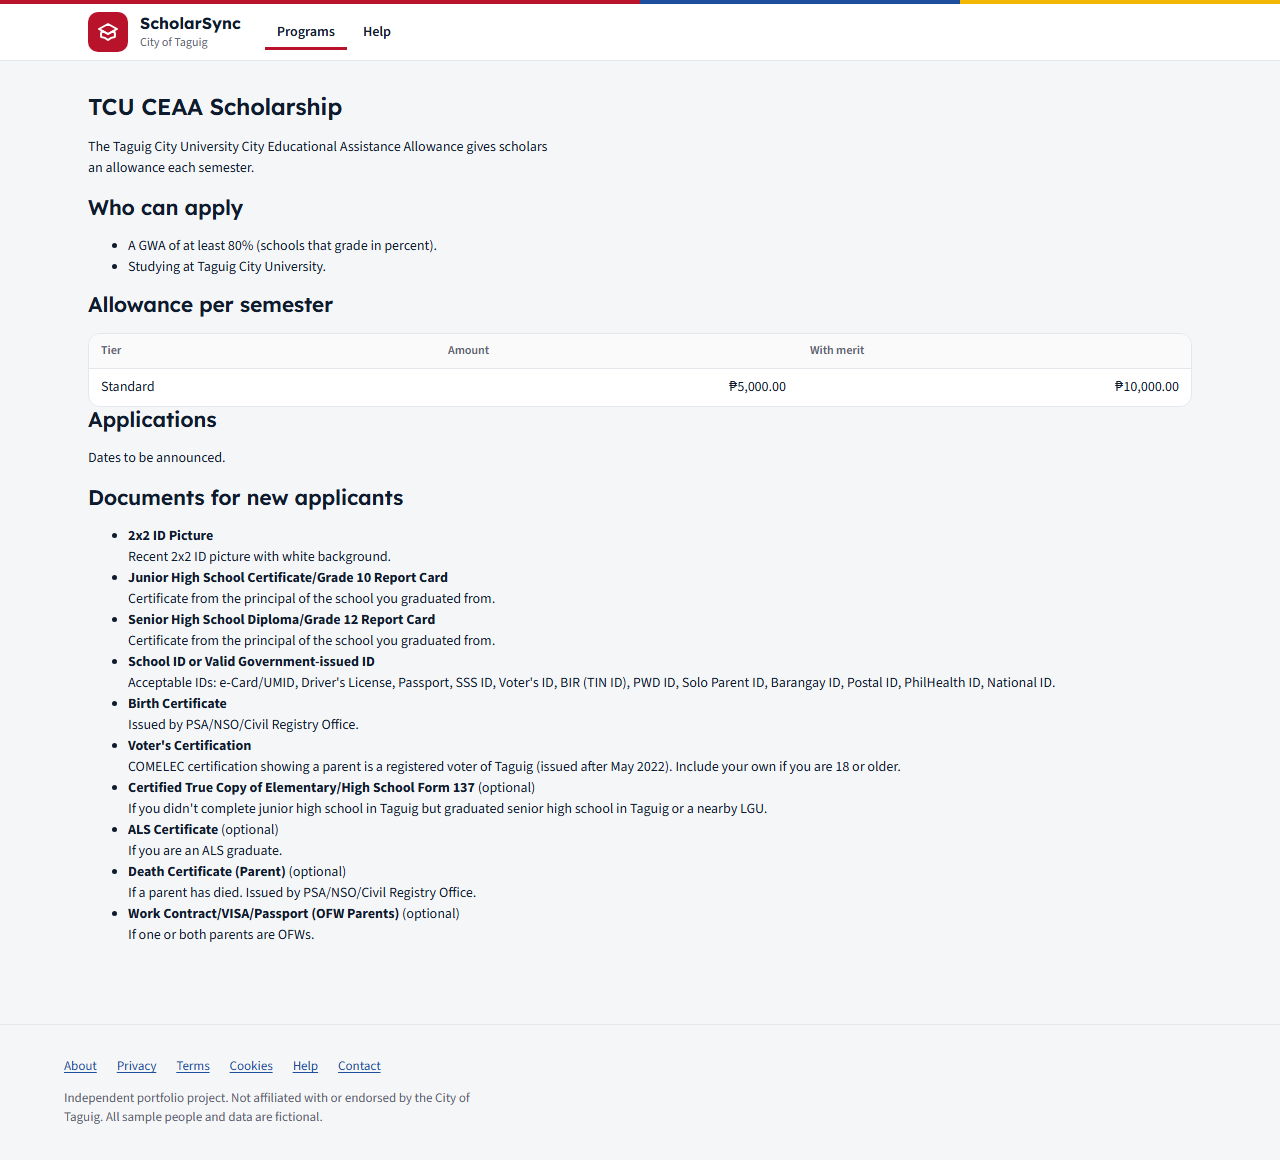 ScholarSync
City of Taguig
Programs
Help
TCU CEAA Scholarship
The Taguig City University City Educational Assistance Allowance gives scholars
an allowance each semester.
Who can apply
A GWA of at least 80% (schools that grade in percent).
Studying at Taguig City University.
Allowance per semester
Tier Amount With merit
Standard ₱5,000.00 ₱10,000.00
Applications
Dates to be announced.
Documents for new applicants
2x2 ID Picture
Recent 2x2 ID picture with white background.
Junior High School Certificate/Grade 10 Report Card
Certificate from the principal of the school you graduated from.
Senior High School Diploma/Grade 12 Report Card
Certificate from the principal of the school you graduated from.
School ID or Valid Government-issued ID
Acceptable IDs: e-Card/UMID, Driver's License, Passport, SSS ID, Voter's ID, BIR (TIN ID), PWD ID, Solo Parent ID, Barangay ID, Postal ID, PhilHealth ID, National ID.
Birth Certificate
Issued by PSA/NSO/Civil Registry Office.
Voter's Certification
COMELEC certification showing a parent is a registered voter of Taguig (issued after May 2022). Include your own if you are 18 or older.
Certified True Copy of Elementary/High School Form 137 (optional)
If you didn't complete junior high school in Taguig but graduated senior high school in Taguig or a nearby LGU.
ALS Certificate (optional)
If you are an ALS graduate.
Death Certificate (Parent) (optional)
If a parent has died. Issued by PSA/NSO/Civil Registry Office.
Work Contract/VISA/Passport (OFW Parents) (optional)
If one or both parents are OFWs.
About Privacy Terms Cookies Help Contact
Independent portfolio project. Not affiliated with or endorsed by the City of
Taguig. All sample people and data are fictional.